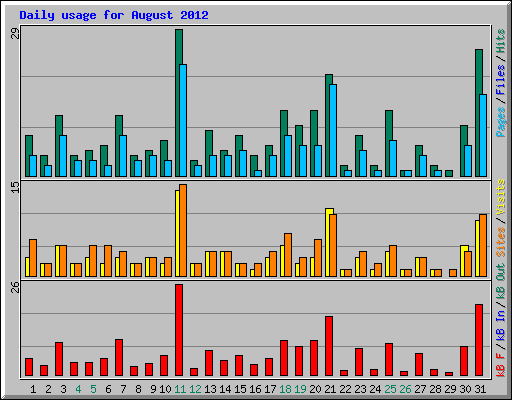 Daily usage for August 2012
29
Pages / Files / Hits
15
Sites / Visits
26
kB F / kB In / kB Out
1 2 3 4 5 6 7 8 9 10 11 12 13 14 15 16 17 18 19 20 21 22 23 24 25 26 27 28 29 30 31